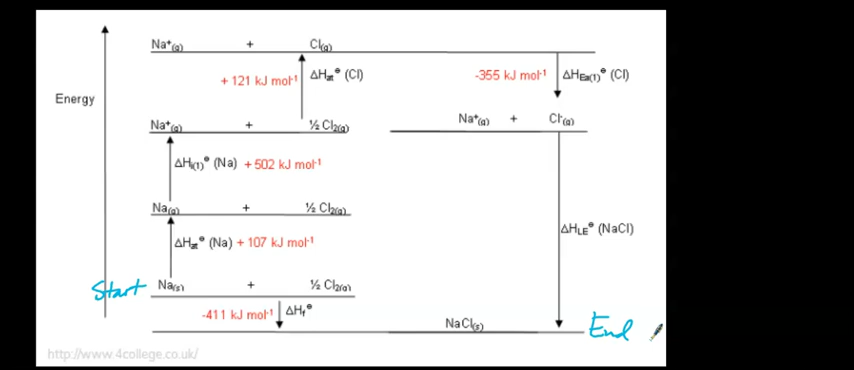 Na⁺(g) + Cl(g)
+ 121 kJ mol⁻¹ ΔHat⊖ (Cl) -355 kJ mol⁻¹ ΔHEa(1)⊖ (Cl)
Energy
Na⁺(g) + Cl⁻(g)
Na⁺(g) + ½ Cl2(g)
ΔHi(1)⊖ (Na) + 502 kJ mol⁻¹
Na(g) + ½ Cl2(g)
ΔHLE⊖ (NaCl)
ΔHat⊖ (Na) + 107 kJ mol⁻¹
Start Na(s) + ½ Cl2(g)
-411 kJ mol⁻¹ ΔHf⊖
NaCl(s) End
http://www.4college.co.uk/